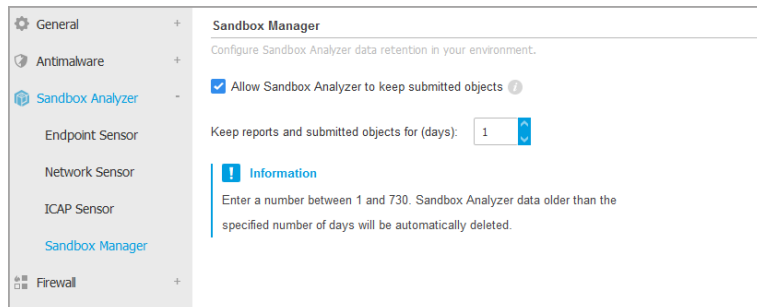 General +
Antimalware +
Sandbox Analyzer -
Endpoint Sensor
Network Sensor
ICAP Sensor
Sandbox Manager
Firewall +
Sandbox Manager
Configure Sandbox Analyzer data retention in your environment.
Allow Sandbox Analyzer to keep submitted objects i
Keep reports and submitted objects for (days): 1
! Information
Enter a number between 1 and 730. Sandbox Analyzer data older than the
specified number of days will be automatically deleted.